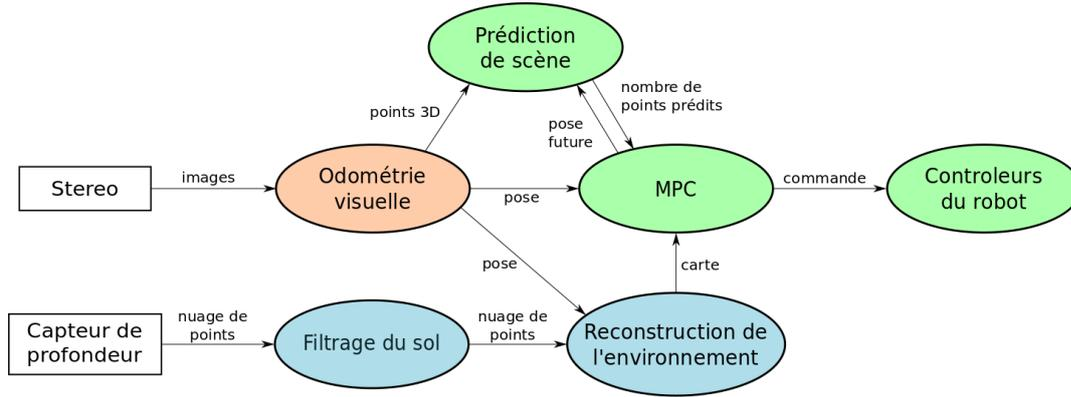 Prédiction
de scène
nombre de
points prédits
points 3D
pose
future
Stereo
images
Odométrie
visuelle
pose
MPC
commande
Controleurs
du robot
pose
carte
Capteur de
profondeur
nuage de
points
Filtrage du sol
nuage de
points
Reconstruction de
l'environnement